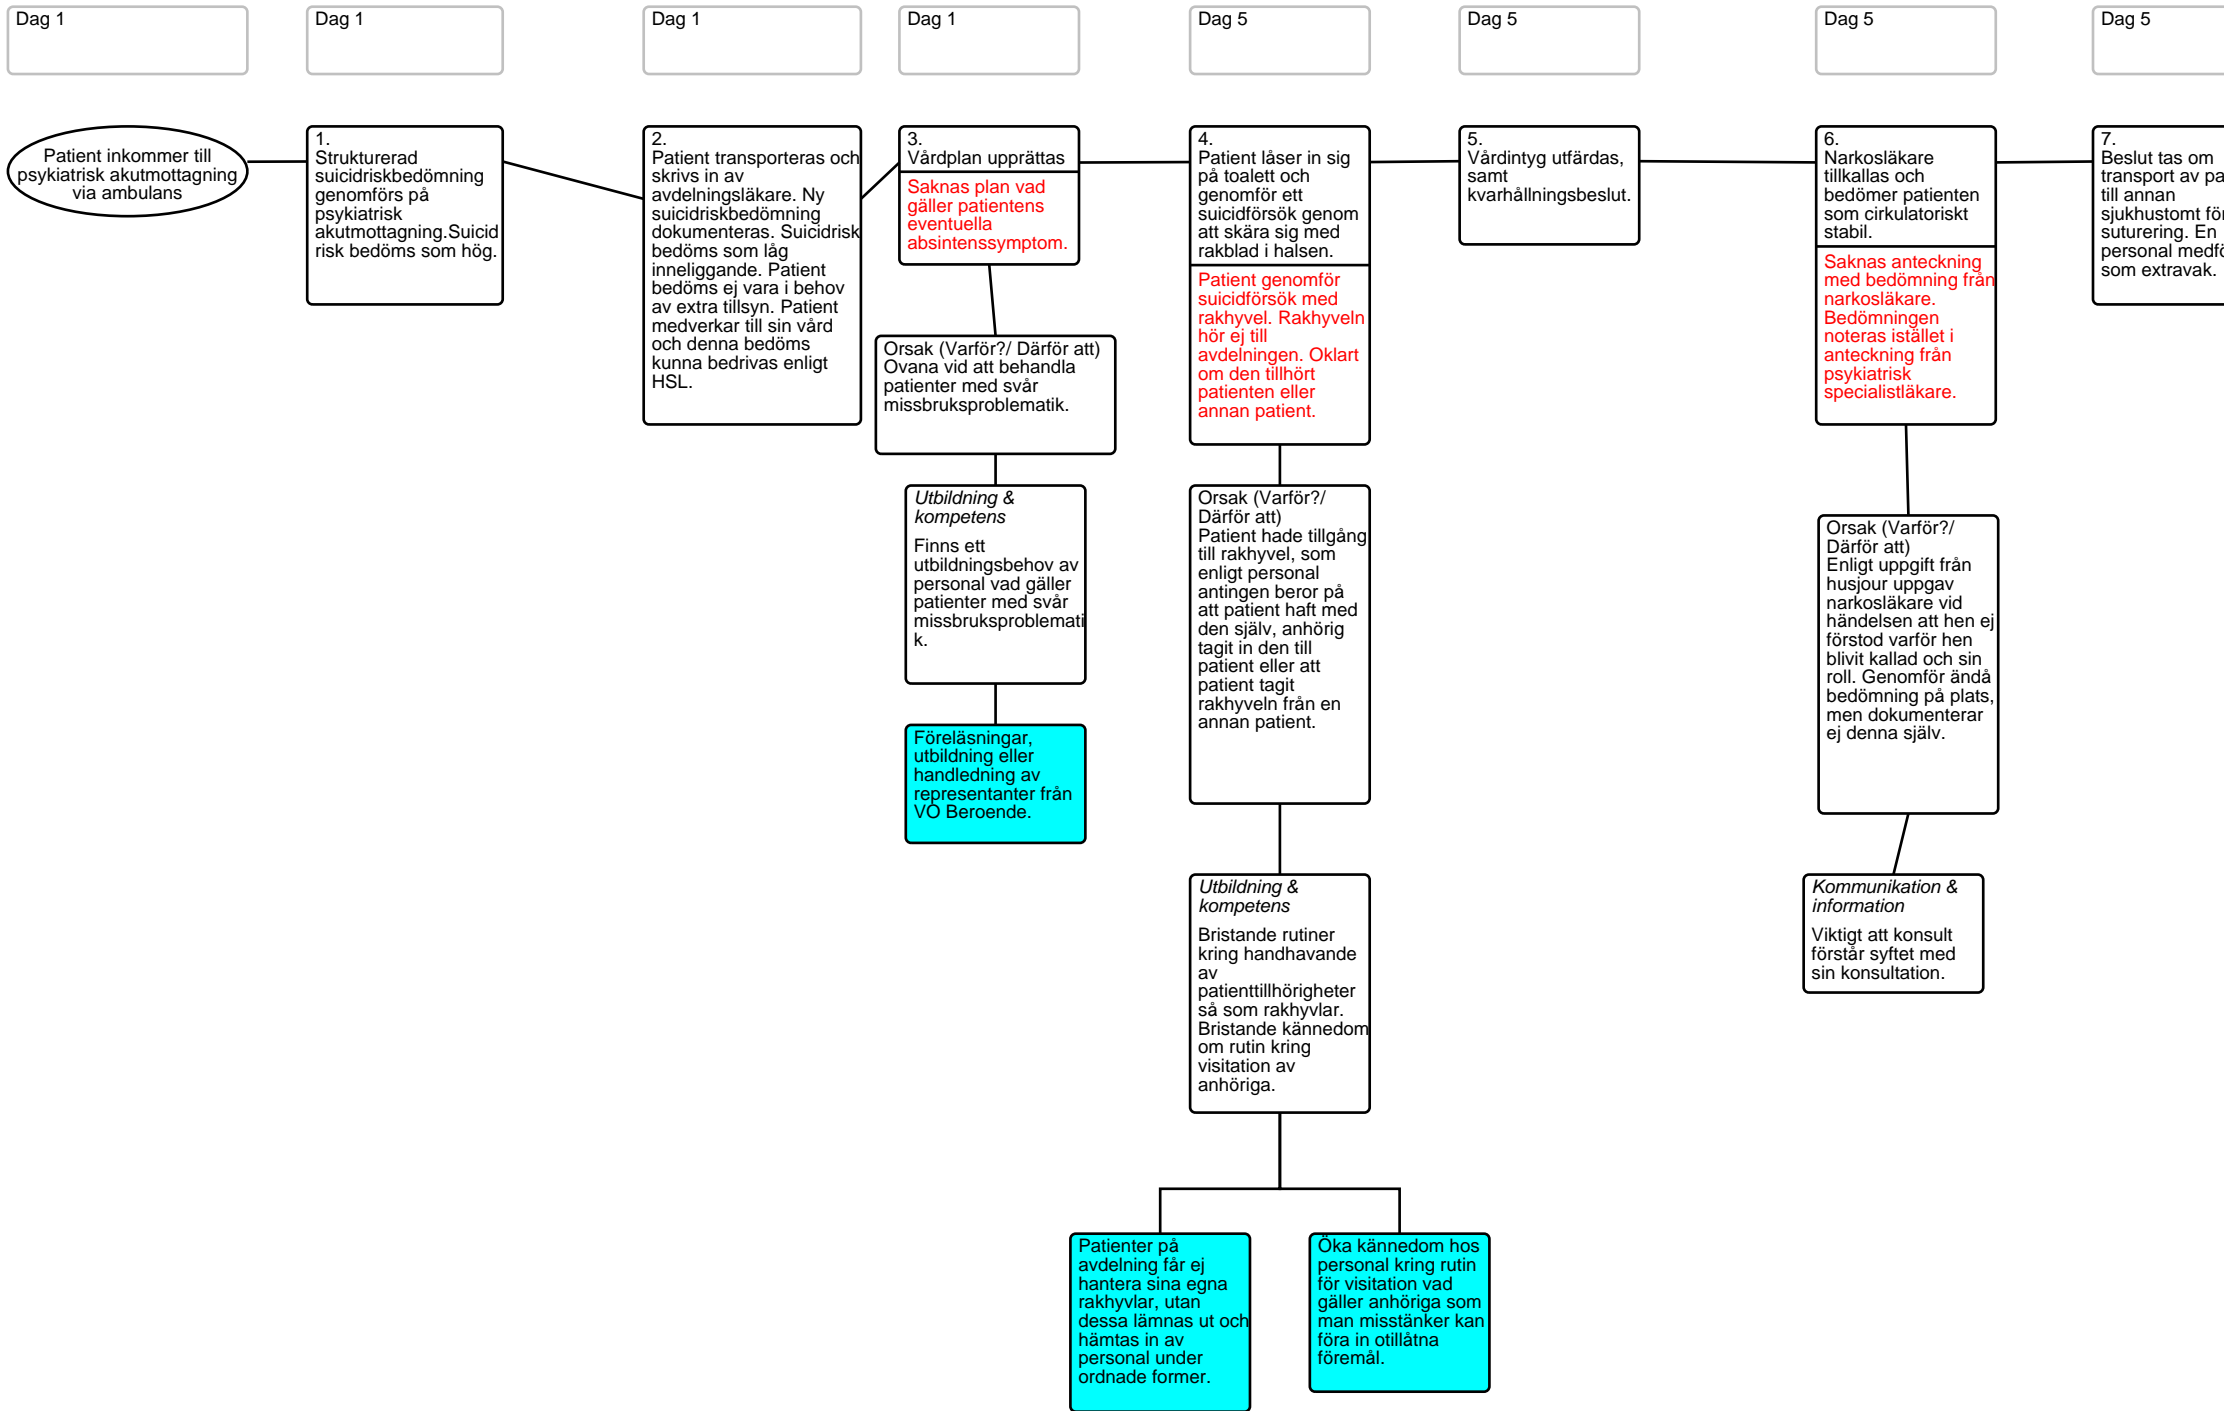 Dag 1
Dag 1
Dag 1
Dag 1
Dag 5
Dag 5
Dag 5
Dag 5
Patient inkommer till
psykiatrisk akutmottagning
via ambulans
1.
Strukturerad
suicidriskbedömning
genomförs på
psykiatrisk
akutmottagning.Suicid
risk bedöms som hög.
2.
Patient transporteras och
skrivs in av
avdelningsläkare. Ny
suicidriskbedömning
dokumenteras. Suicidrisk
bedöms som låg
inneliggande. Patient
bedöms ej vara i behov
av extra tillsyn. Patient
medverkar till sin vård
och denna bedöms
kunna bedrivas enligt
HSL.
3.
Vårdplan upprättas
Saknas plan vad
gäller patientens
eventuella
absintenssymptom.
Orsak (Varför?/ Därför att)
Ovana vid att behandla
patienter med svår
missbruksproblematik.
Utbildning &
kompetens
Finns ett
utbildningsbehov av
personal vad gäller
patienter med svår
missbruksproblemati
k.
Föreläsningar,
utbildning eller
handledning av
representanter från
VO Beroende.
4.
Patient låser in sig
på toalett och
genomför ett
suicidförsök genom
att skära sig med
rakblad i halsen.
Patient genomför
suicidförsök med
rakhyvel. Rakhyveln
hör ej till
avdelningen. Oklart
om den tillhört
patienten eller
annan patient.
Orsak (Varför?/
Därför att)
Patient hade tillgång
till rakhyvel, som
enligt personal
antingen beror på
att patient haft med
den själv, anhörig
tagit in den till
patient eller att
patient tagit
rakhyveln från en
annan patient.
Utbildning &
kompetens
Bristande rutiner
kring handhavande
av
patienttillhörigheter
så som rakhyvlar.
Bristande kännedom
om rutin kring
visitation av
anhöriga.
Patienter på
avdelning får ej
hantera sina egna
rakhyvlar, utan
dessa lämnas ut och
hämtas in av
personal under
ordnade former.
Öka kännedom hos
personal kring rutin
för visitation vad
gäller anhöriga som
man misstänker kan
föra in otillåtna
föremål.
5.
Vårdintyg utfärdas,
samt
kvarhållningsbeslut.
6.
Narkosläkare
tillkallas och
bedömer patienten
som cirkulatoriskt
stabil.
Saknas anteckning
med bedömning från
narkosläkare.
Bedömningen
noteras istället i
anteckning från
psykiatrisk
specialistläkare.
Orsak (Varför?/
Därför att)
Enligt uppgift från
husjour uppgav
narkosläkare vid
händelsen att hen ej
förstod varför hen
blivit kallad och sin
roll. Genomför ändå
bedömning på plats,
men dokumenterar
ej denna själv.
Kommunikation &
information
Viktigt att konsult
förstår syftet med
sin konsultation.
7.
Beslut tas om
transport av pa
till annan
sjukhustomt för
suturering. En
personal medfö
som extravak.